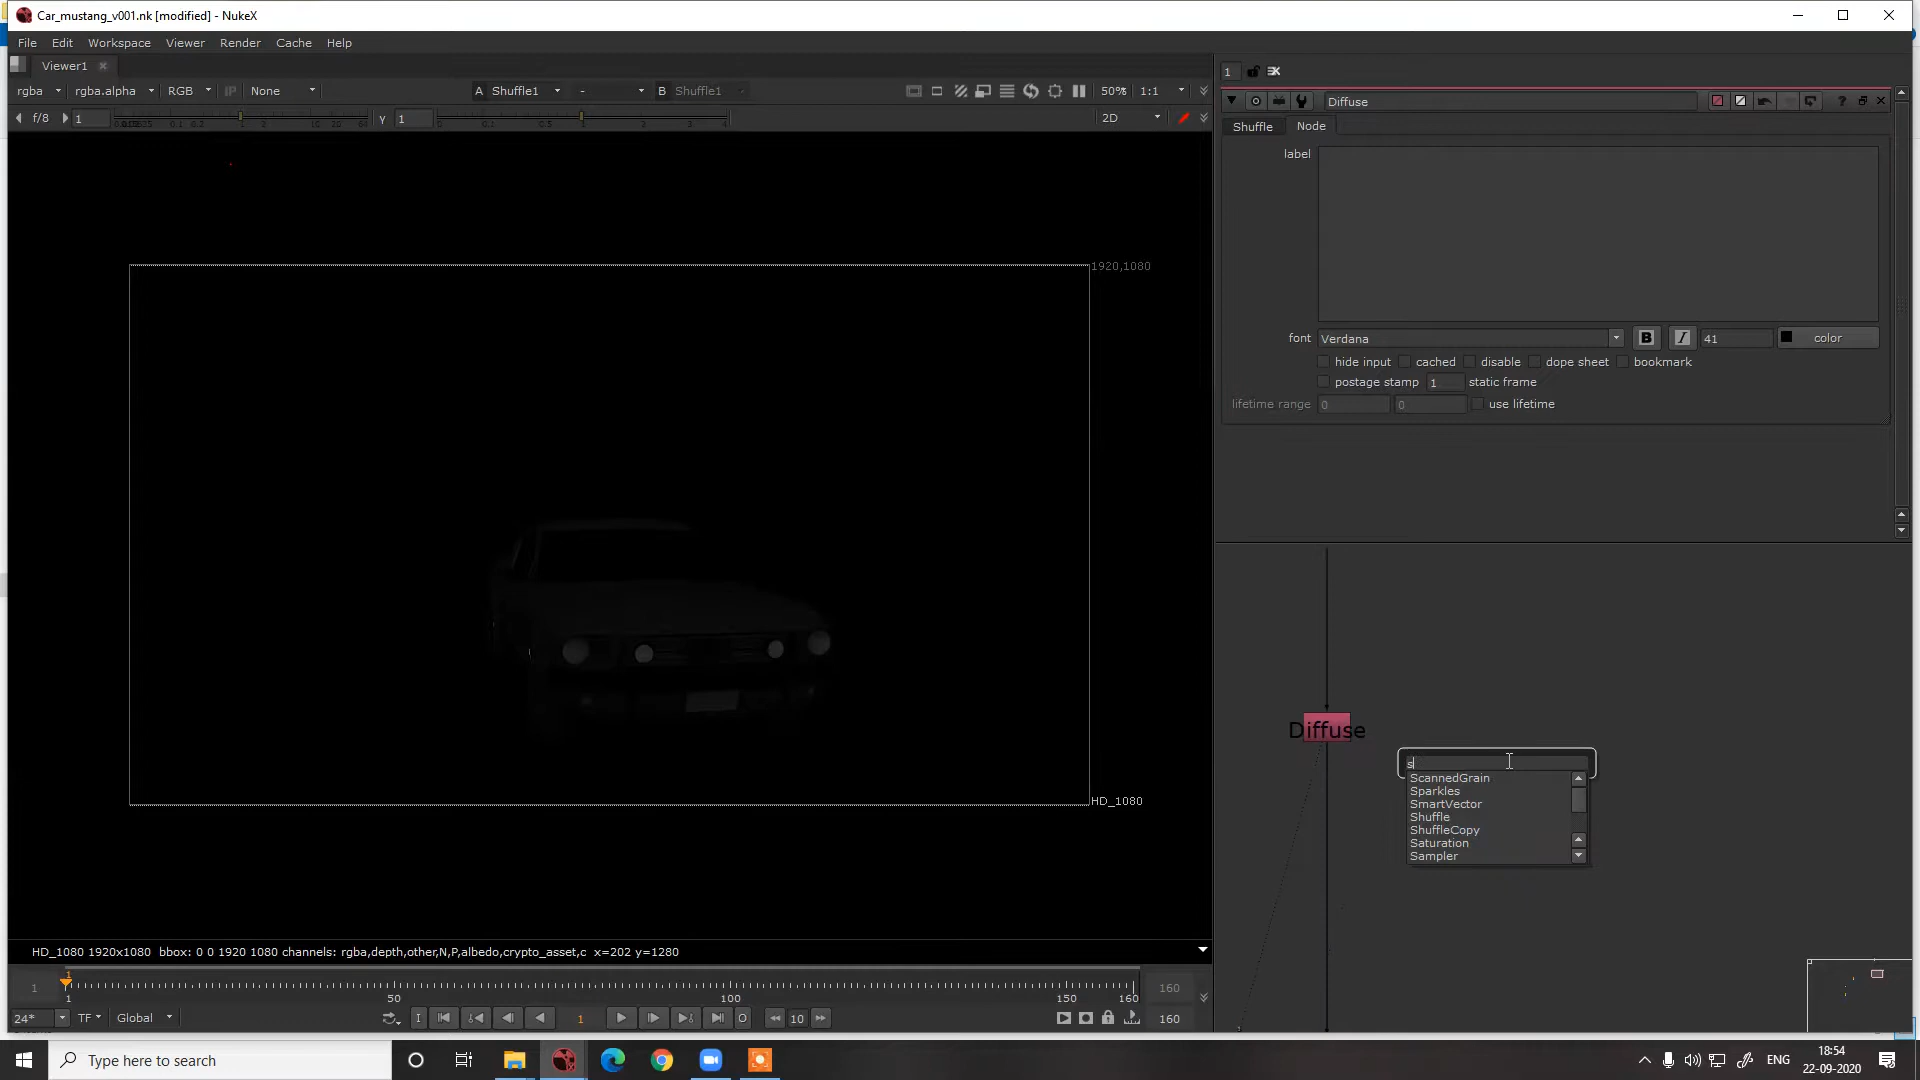 Car_mustang_v001.nk [modified] - NukeX
File Edit Workspace Viewer Render Cache Help
Viewer1
rgba rgba.alpha RGB IP None A Shuffle1 - B Shuffle1 50% 1:1
f/8 1 y 1 2D
1
Diffuse
Shuffle Node
label
font Verdana B I 41 color
hide input cached disable dope sheet bookmark
postage stamp 1 static frame
lifetime range 0 0 use lifetime
1920,1080
HD_1080
Diffuse
s
ScannedGrain
Sparkles
SmartVector
Shuffle
ShuffleCopy
Saturation
Sampler
HD_1080 1920x1080 bbox: 0 0 1920 1080 channels: rgba,depth,other,N,P,albedo,crypto_asset,c x=202 y=1280
1
1 160
1 50 100 150 160
24* TF Global I 1 O 10 160
Type here to search
ENG
18:54
22-09-2020